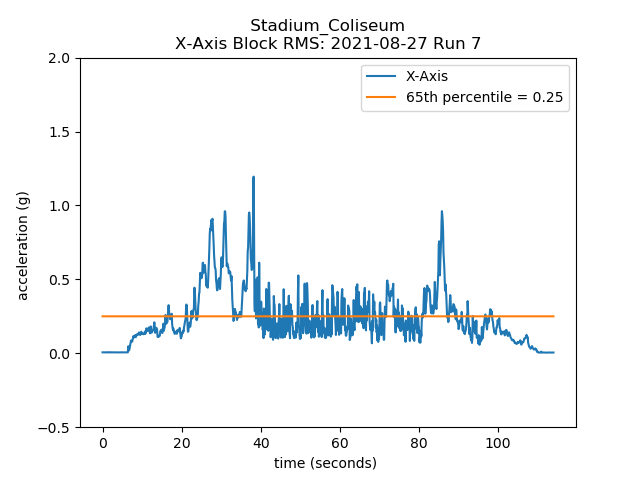 Stadium_Coliseum
X-Axis Block RMS: 2021-08-27 Run 7
X-Axis
65th percentile = 0.25
2.0
1.5
1.0
0.5
0.0
−0.5
acceleration (g)
0 20 40 60 80 100
time (seconds)